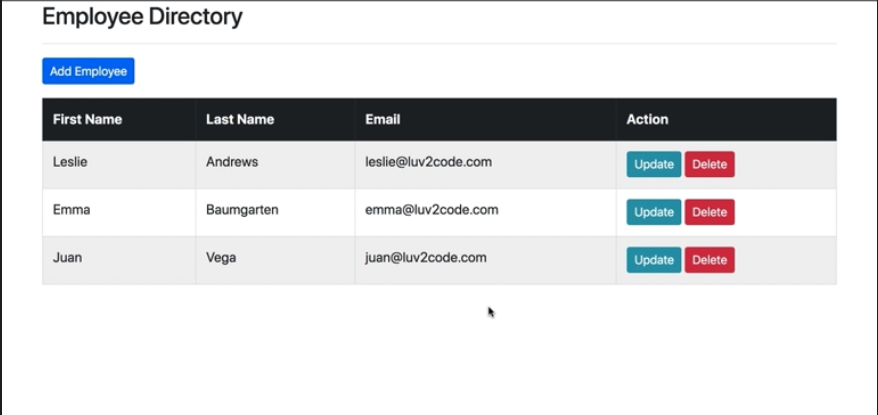 Employee Directory
Add Employee
First Name Last Name Email Action
Leslie Andrews leslie@luv2code.com Update Delete
Emma Baumgarten emma@luv2code.com Update Delete
Juan Vega juan@luv2code.com Update Delete